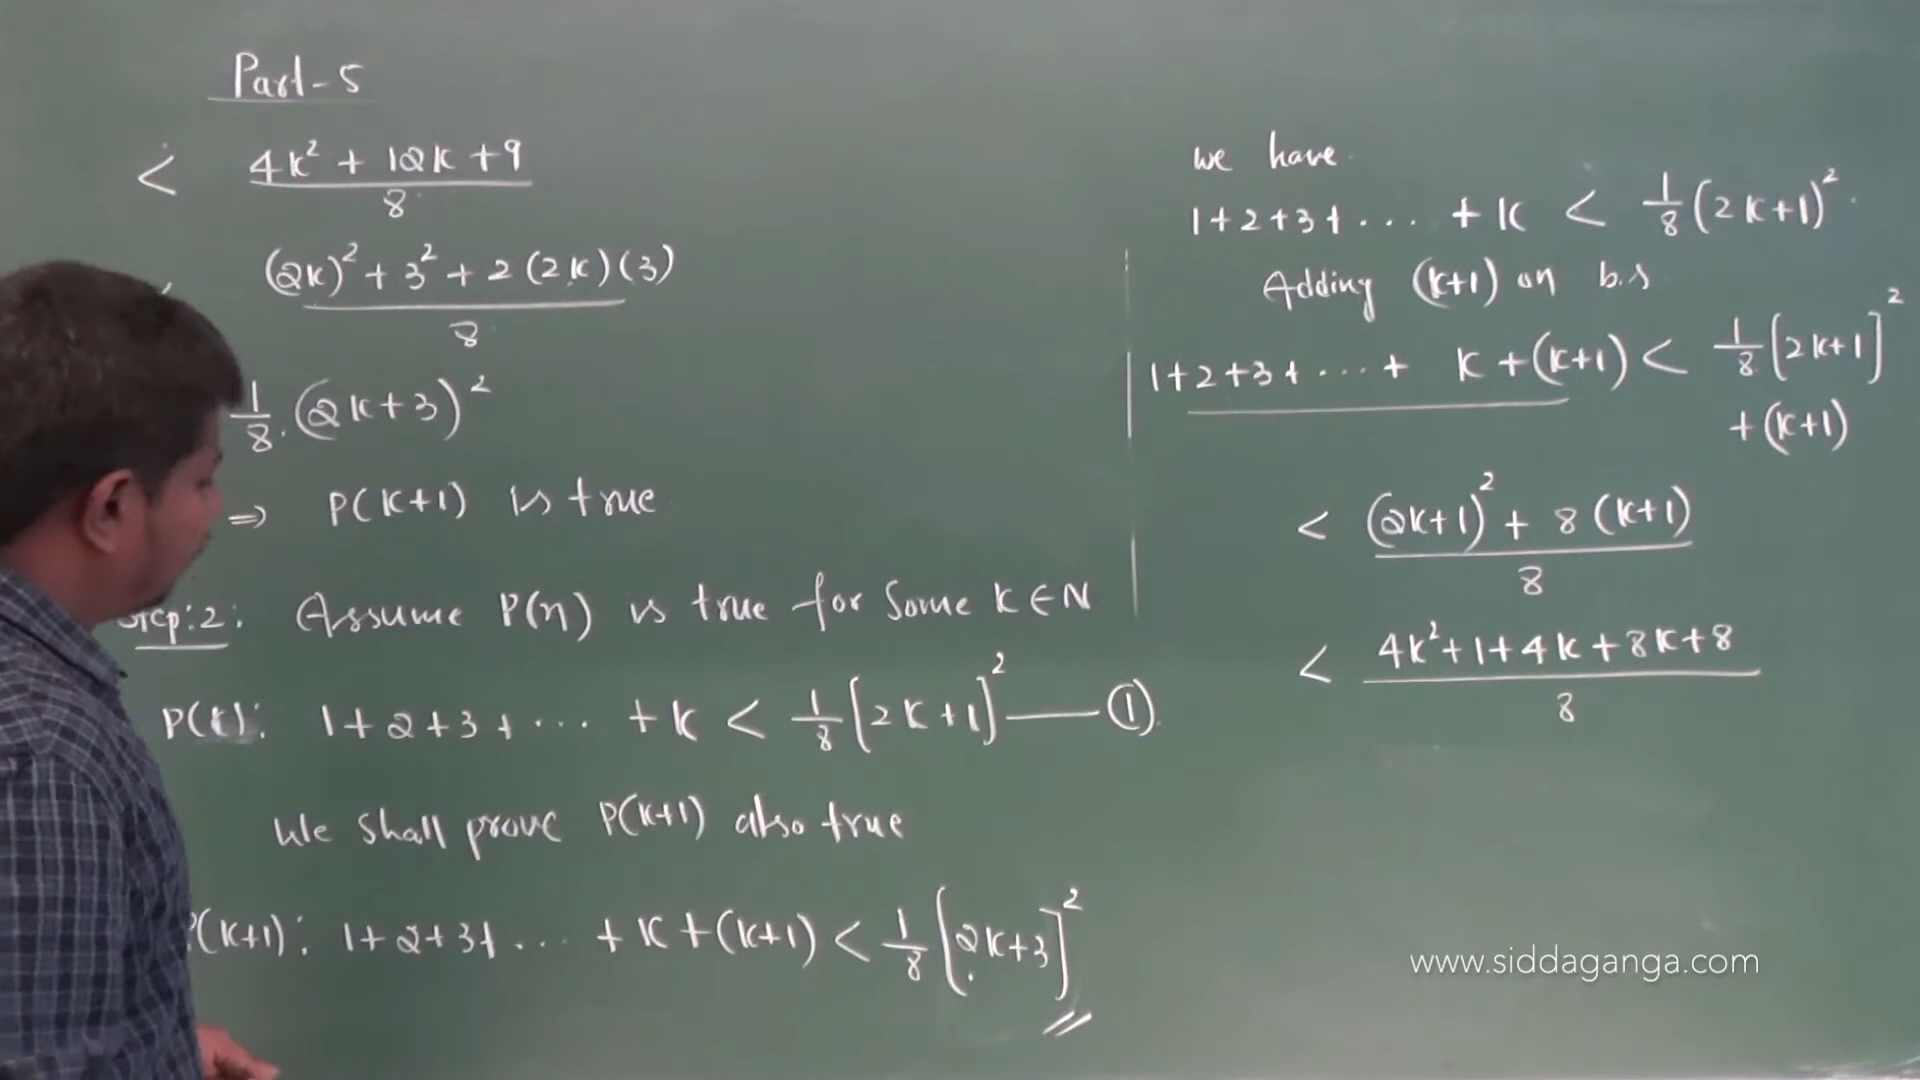 Part-5
< 4k² + 12k + 9
8
(2k)² + 3² + 2(2k)(3)
8
1/8 . (2k+3)²
⇒ P(k+1) is true
Step:2: Assume P(n) is true for some k ∈ N
P(k): 1+2+3+ ... + k < 1/8 [2k+1]² —— ①
We shall prove P(k+1) also true
P(k+1): 1+2+3+ ... + k + (k+1) < 1/8 [2k+3]²
we have
1+2+3+ ... + k < 1/8 (2k+1)²
Adding (k+1) on b.s
1+2+3+ ... + k + (k+1) < 1/8 [2k+1]²
+ (k+1)
< (2k+1)² + 8(k+1)
8
< 4k² + 1 + 4k + 8k + 8
8
www.siddaganga.com